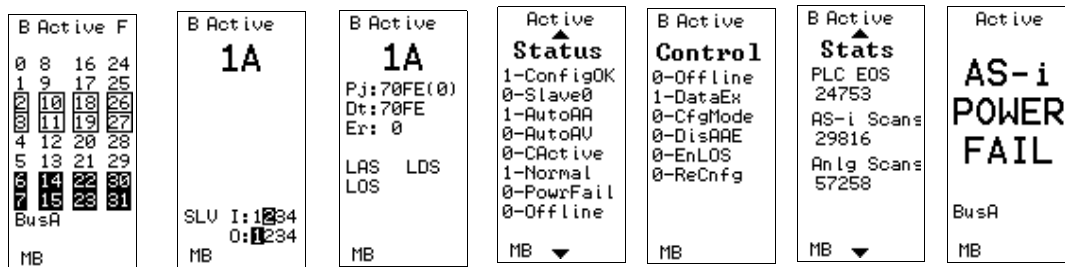 B Active F
0 8 16 24
1 9 17 25
2 10 18 26
3 11 19 27
4 12 20 28
5 13 21 29
6 14 22 30
7 15 23 31
BusA
MB
B Active
1A
SLV I:1234
O:1234
MB
B Active
1A
Pj:70FE(0)
Dt:70FE
Er: 0
LAS LDS
LOS
MB
Active
Status
1-ConfigOK
0-Slave0
1-AutoAA
0-AutoAV
0-CActive
1-Normal
0-PowrFail
0-Offline
MB
B Active
Control
0-Offline
1-DataEx
0-CfgMode
0-DisAAE
0-EnLOS
0-ReCnfg
MB
B Active
Stats
PLC EOS
24753
AS-i Scans
29816
Anlg Scans
57258
MB
Active
AS-i
POWER
FAIL
BusA
MB